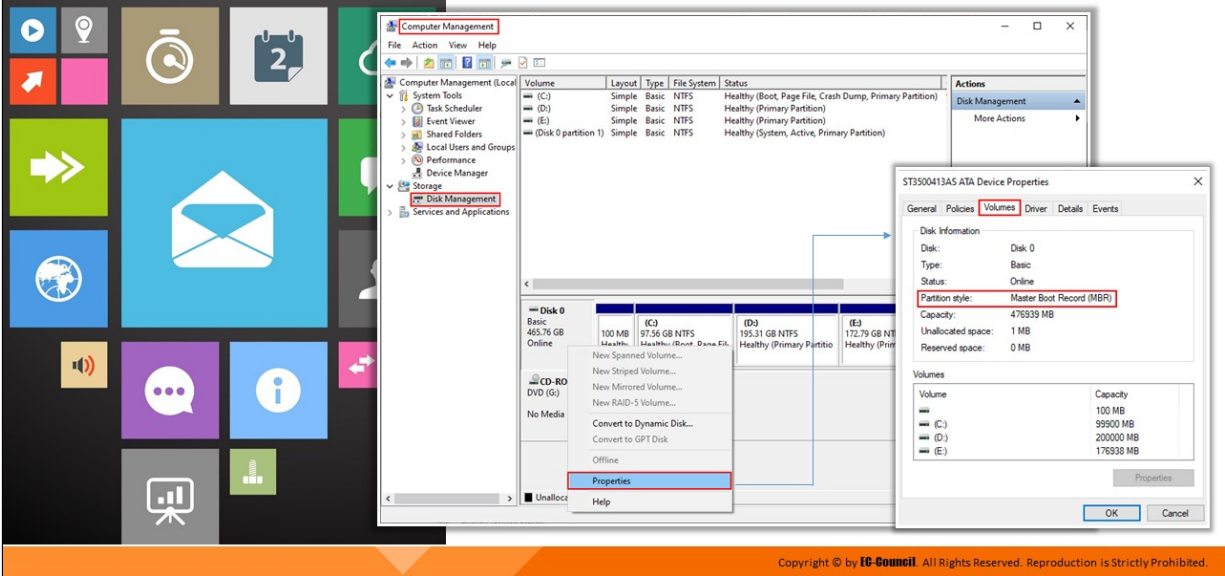 2
Computer Management
File Action View Help
Computer Management (Local
System Tools
Task Scheduler
Event Viewer
Shared Folders
Local Users and Groups
Performance
Device Manager
Storage
Disk Management
Services and Applications
Volume Layout Type File System Status
(C:) Simple Basic NTFS Healthy (Boot, Page File, Crash Dump, Primary Partition)
(D:) Simple Basic NTFS Healthy (Primary Partition)
(E:) Simple Basic NTFS Healthy (Primary Partition)
(Disk 0 partition 1) Simple Basic NTFS Healthy (System, Active, Primary Partition)
Actions
Disk Management
More Actions
Disk 0
Basic
465.76 GB
Online
100 MB
Healthy
(C:)
97.56 GB NTFS
Healthy (Boot, Page File
(D:)
195.31 GB NTFS
Healthy (Primary Partitio
(E:)
172.79 GB NT
Healthy (Prim
CD-RO
DVD (G:)
No Media
New Spanned Volume...
New Striped Volume...
New Mirrored Volume...
New RAID-5 Volume...
Convert to Dynamic Disk...
Convert to GPT Disk
Offline
Properties
Help
Unalloca
ST3500413AS ATA Device Properties
General Policies Volumes Driver Details Events
Disk Information
Disk: Disk 0
Type: Basic
Status: Online
Partition style: Master Boot Record (MBR)
Capacity: 476939 MB
Unallocated space: 1 MB
Reserved space: 0 MB
Volumes
Volume Capacity
100 MB
(C:) 99900 MB
(D:) 200000 MB
(E:) 176938 MB
Properties
OK Cancel
Copyright © by EC-Council. All Rights Reserved. Reproduction is Strictly Prohibited.